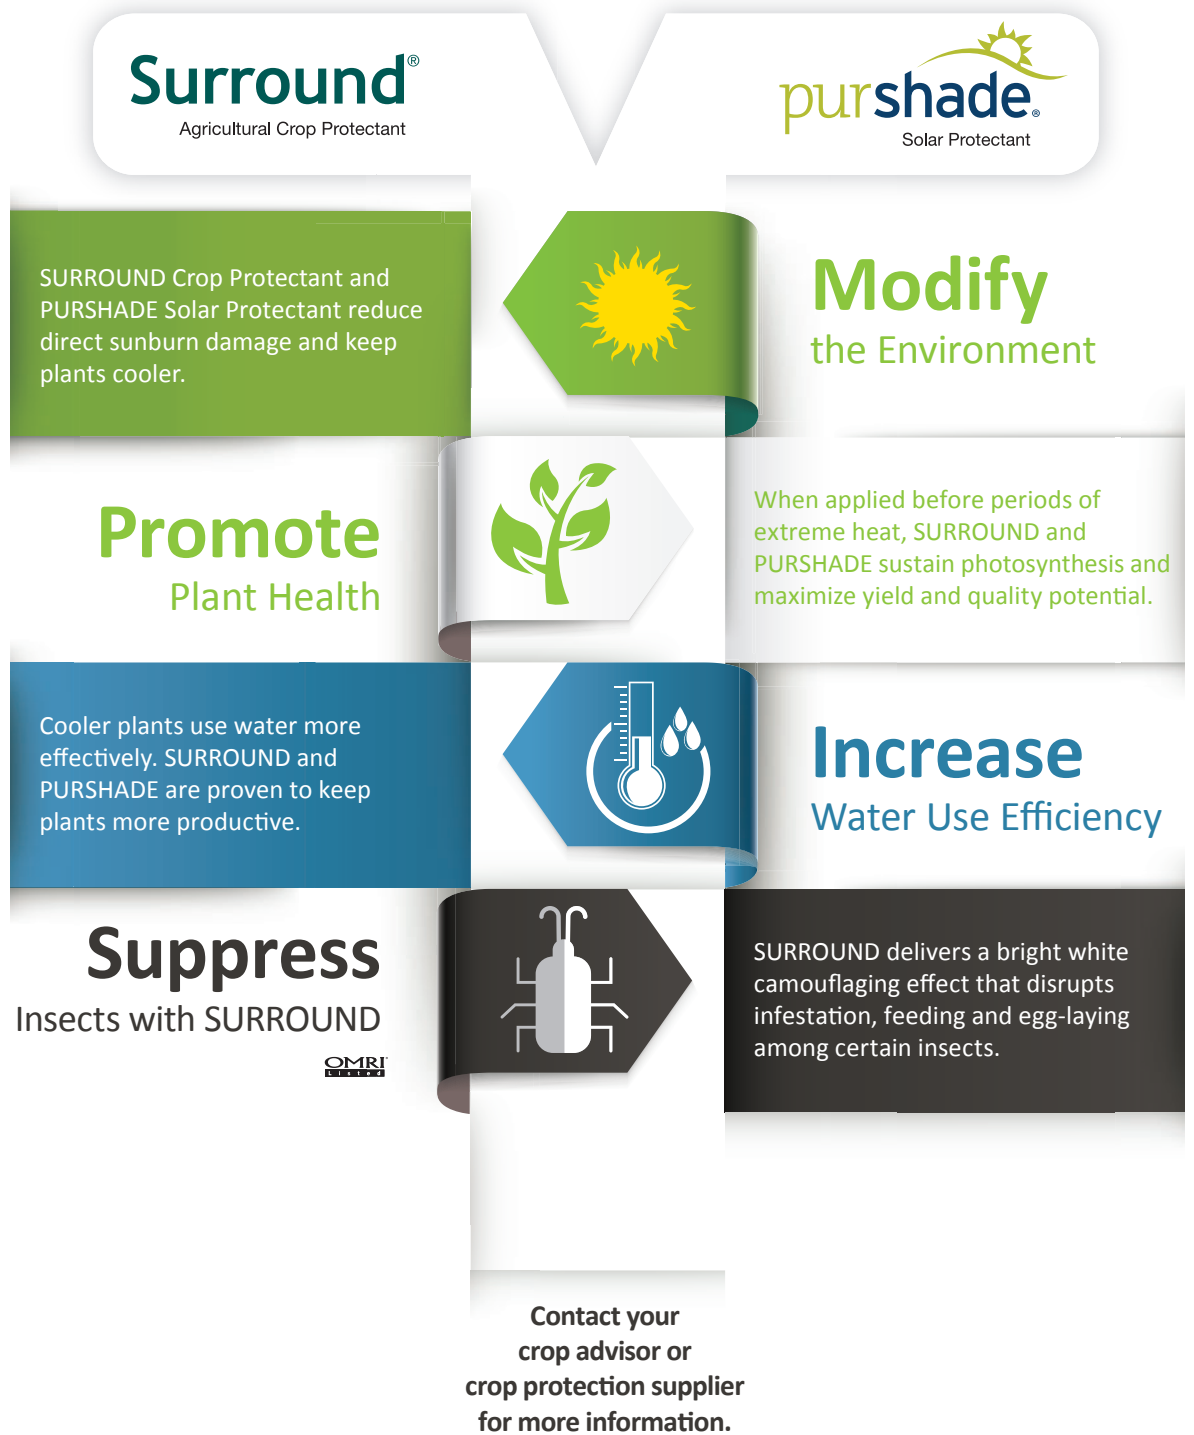 Surround®
Agricultural Crop Protectant
purshade®
Solar Protectant
SURROUND Crop Protectant and
PURSHADE Solar Protectant reduce
direct sunburn damage and keep
plants cooler.
Modify
the Environment
Promote
Plant Health
When applied before periods of
extreme heat, SURROUND and
PURSHADE sustain photosynthesis and
maximize yield and quality potential.
Cooler plants use water more
effectively. SURROUND and
PURSHADE are proven to keep
plants more productive.
Increase
Water Use Efficiency
Suppress
Insects with SURROUND
OMRI
Listed
SURROUND delivers a bright white
camouflaging effect that disrupts
infestation, feeding and egg-laying
among certain insects.
Contact your
crop advisor or
crop protection supplier
for more information.